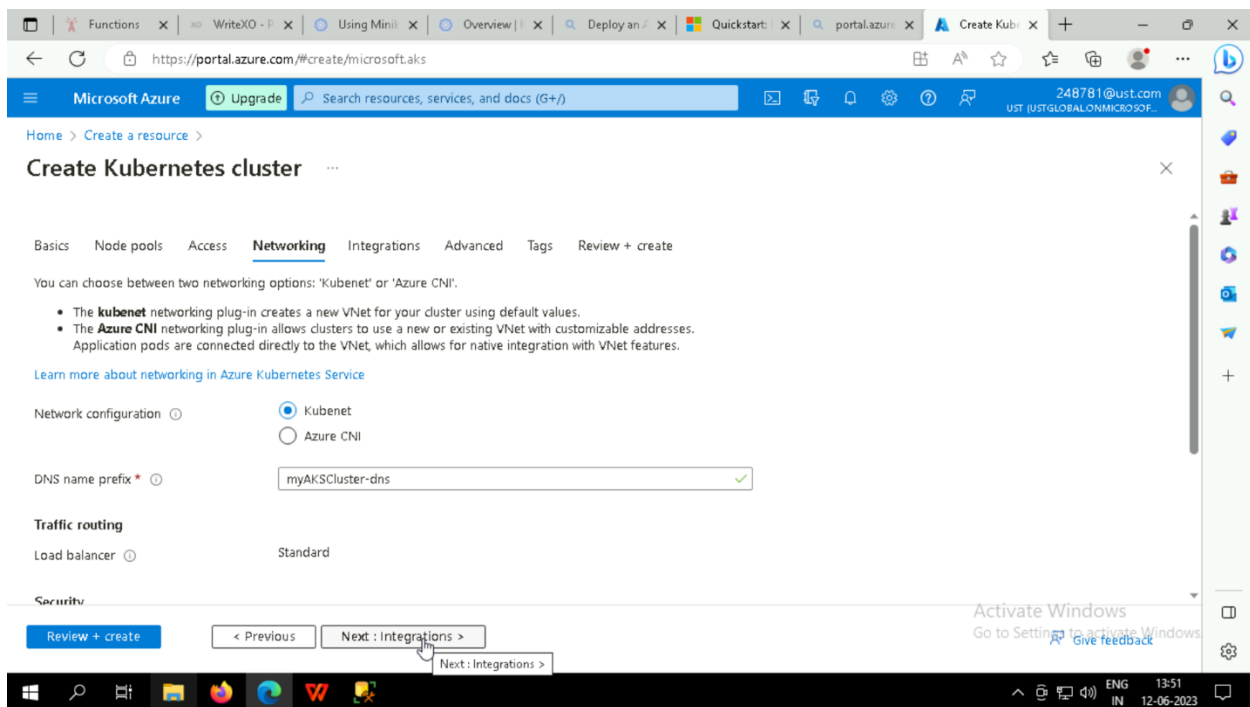 Functions
WriteXO - P
Using Minik
Overview |
Deploy an A
Quickstart:
portal.azure
Create Kube
https://portal.azure.com/#create/microsoft.aks
Microsoft Azure
Upgrade
Search resources, services, and docs (G+/)
248781@ust.com
UST (USTGLOBAL.ONMICROSOF...
Home > Create a resource >
Create Kubernetes cluster ...
Basics Node pools Access Networking Integrations Advanced Tags Review + create
You can choose between two networking options: 'Kubenet' or 'Azure CNI'.
• The kubenet networking plug-in creates a new VNet for your cluster using default values.
• The Azure CNI networking plug-in allows clusters to use a new or existing VNet with customizable addresses.
Application pods are connected directly to the VNet, which allows for native integration with VNet features.
Learn more about networking in Azure Kubernetes Service
Network configuration
Kubenet
Azure CNI
DNS name prefix *
myAKSCluster-dns
Traffic routing
Load balancer
Standard
Security
Activate Windows
Go to Settings to activate Windows.
Review + create
< Previous
Next : Integrations >
Give feedback
Next : Integrations >
ENG
IN
13:51
12-06-2023